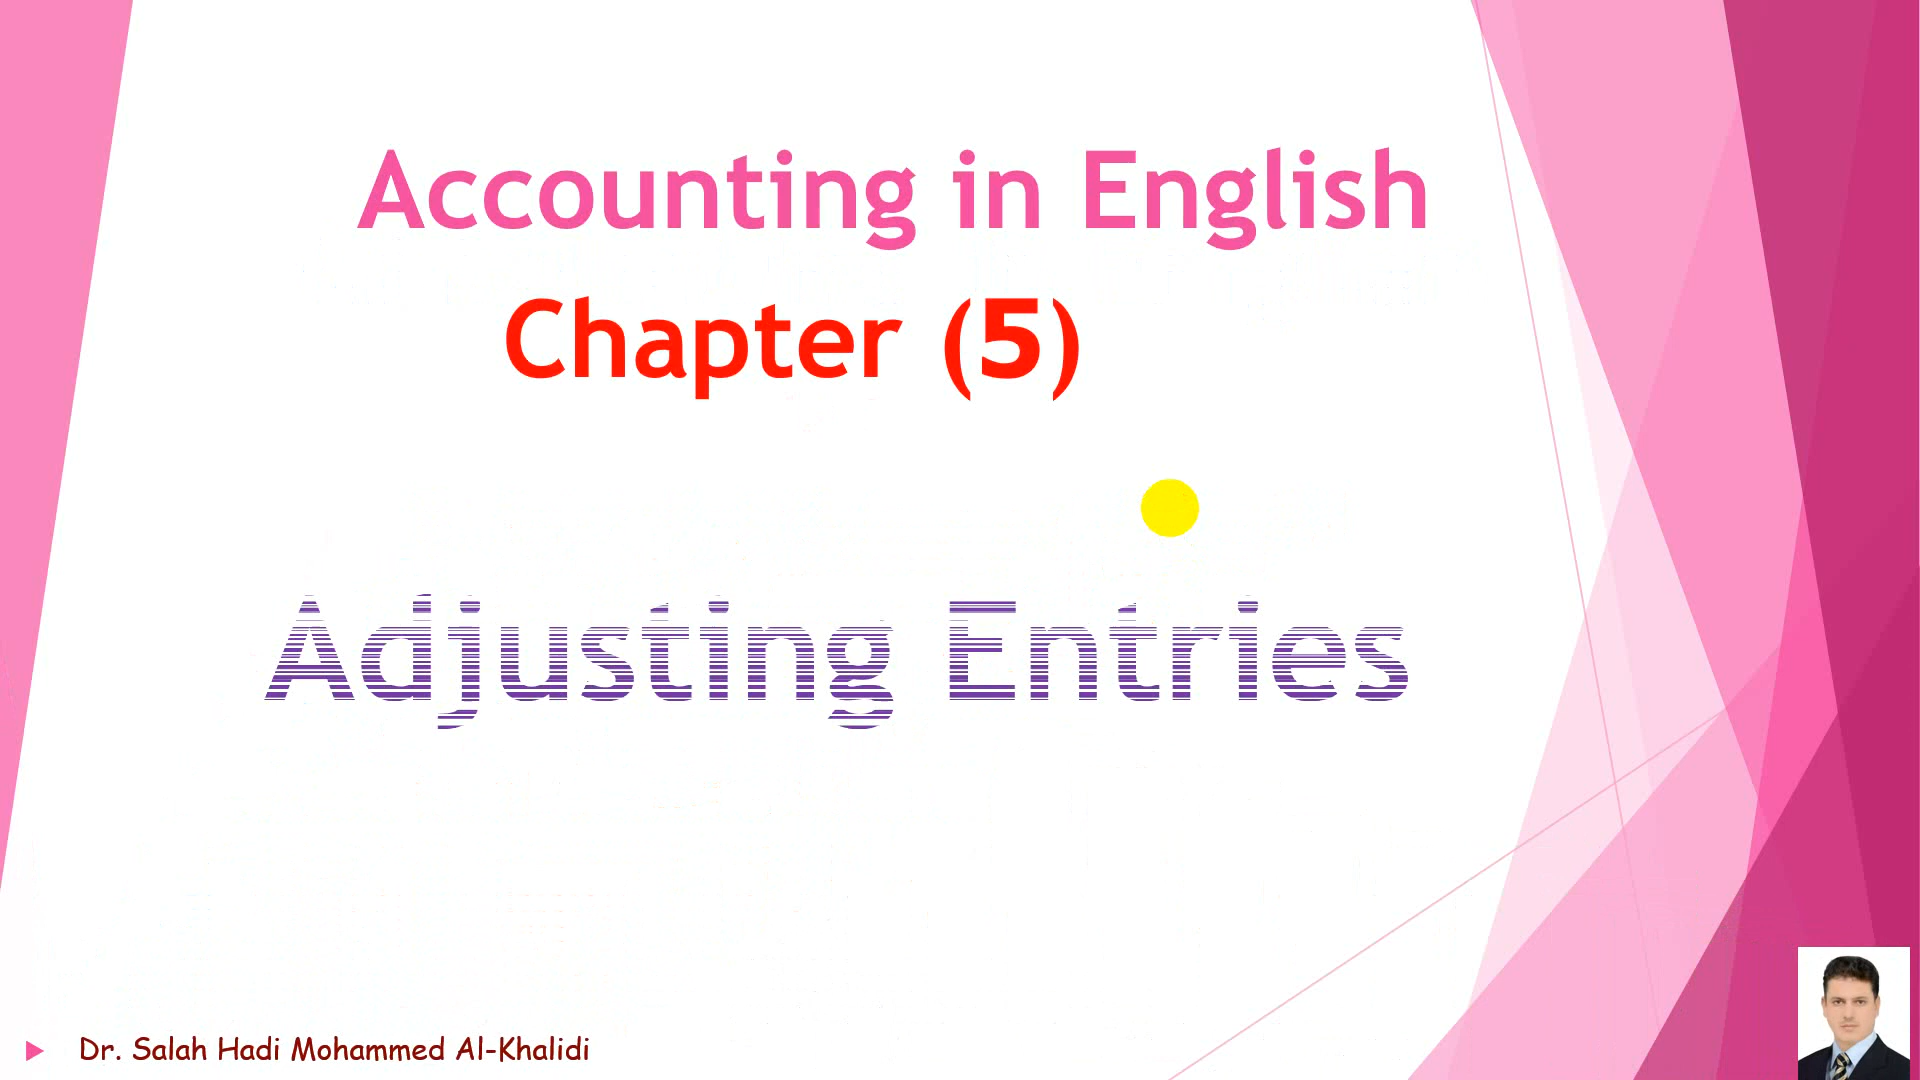 Accounting in English
Chapter (5)
Adjusting Entries
Dr. Salah Hadi Mohammed Al-Khalidi